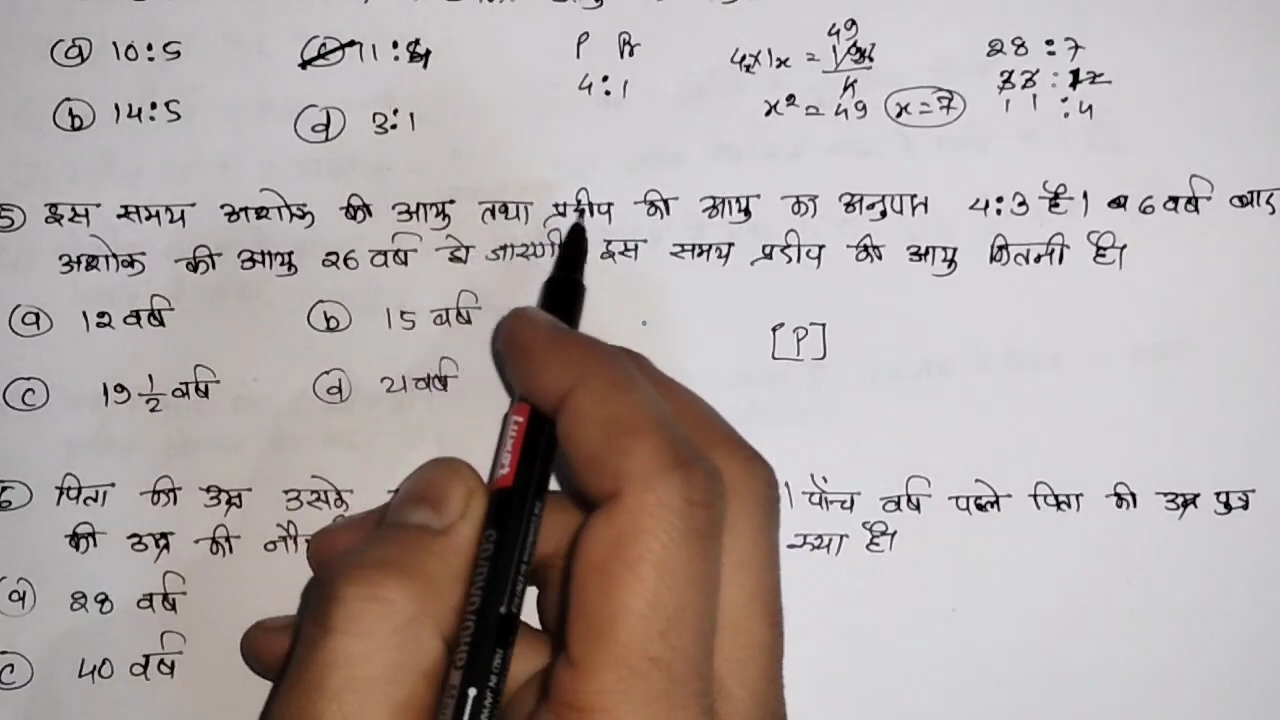 (a) 10:5
P R
4:1
49
x² = 49 (x=7)
28 : 7
11 : 4
(b) 14:5
(d) 3:1
5) इस समय अशोक की आयु तथा प्रदीप की आयु का अनुपात 4:3 है। 6 वर्ष बाद
अशोक की आयु 26 वर्ष हो जाएगी इस समय प्रदीप की आयु कितनी है।
(a) 12 वर्ष (b) 15 वर्ष
[P]
(c) 19 1/2 वर्ष (d) 21 वर्ष
पिता की उम्र उसके
। पाँच वर्ष पहले पिता की उम्र पुत्र
की उम्र की
क्या है।
(a) 28 वर्ष
(c) 40 वर्ष
LUXOR